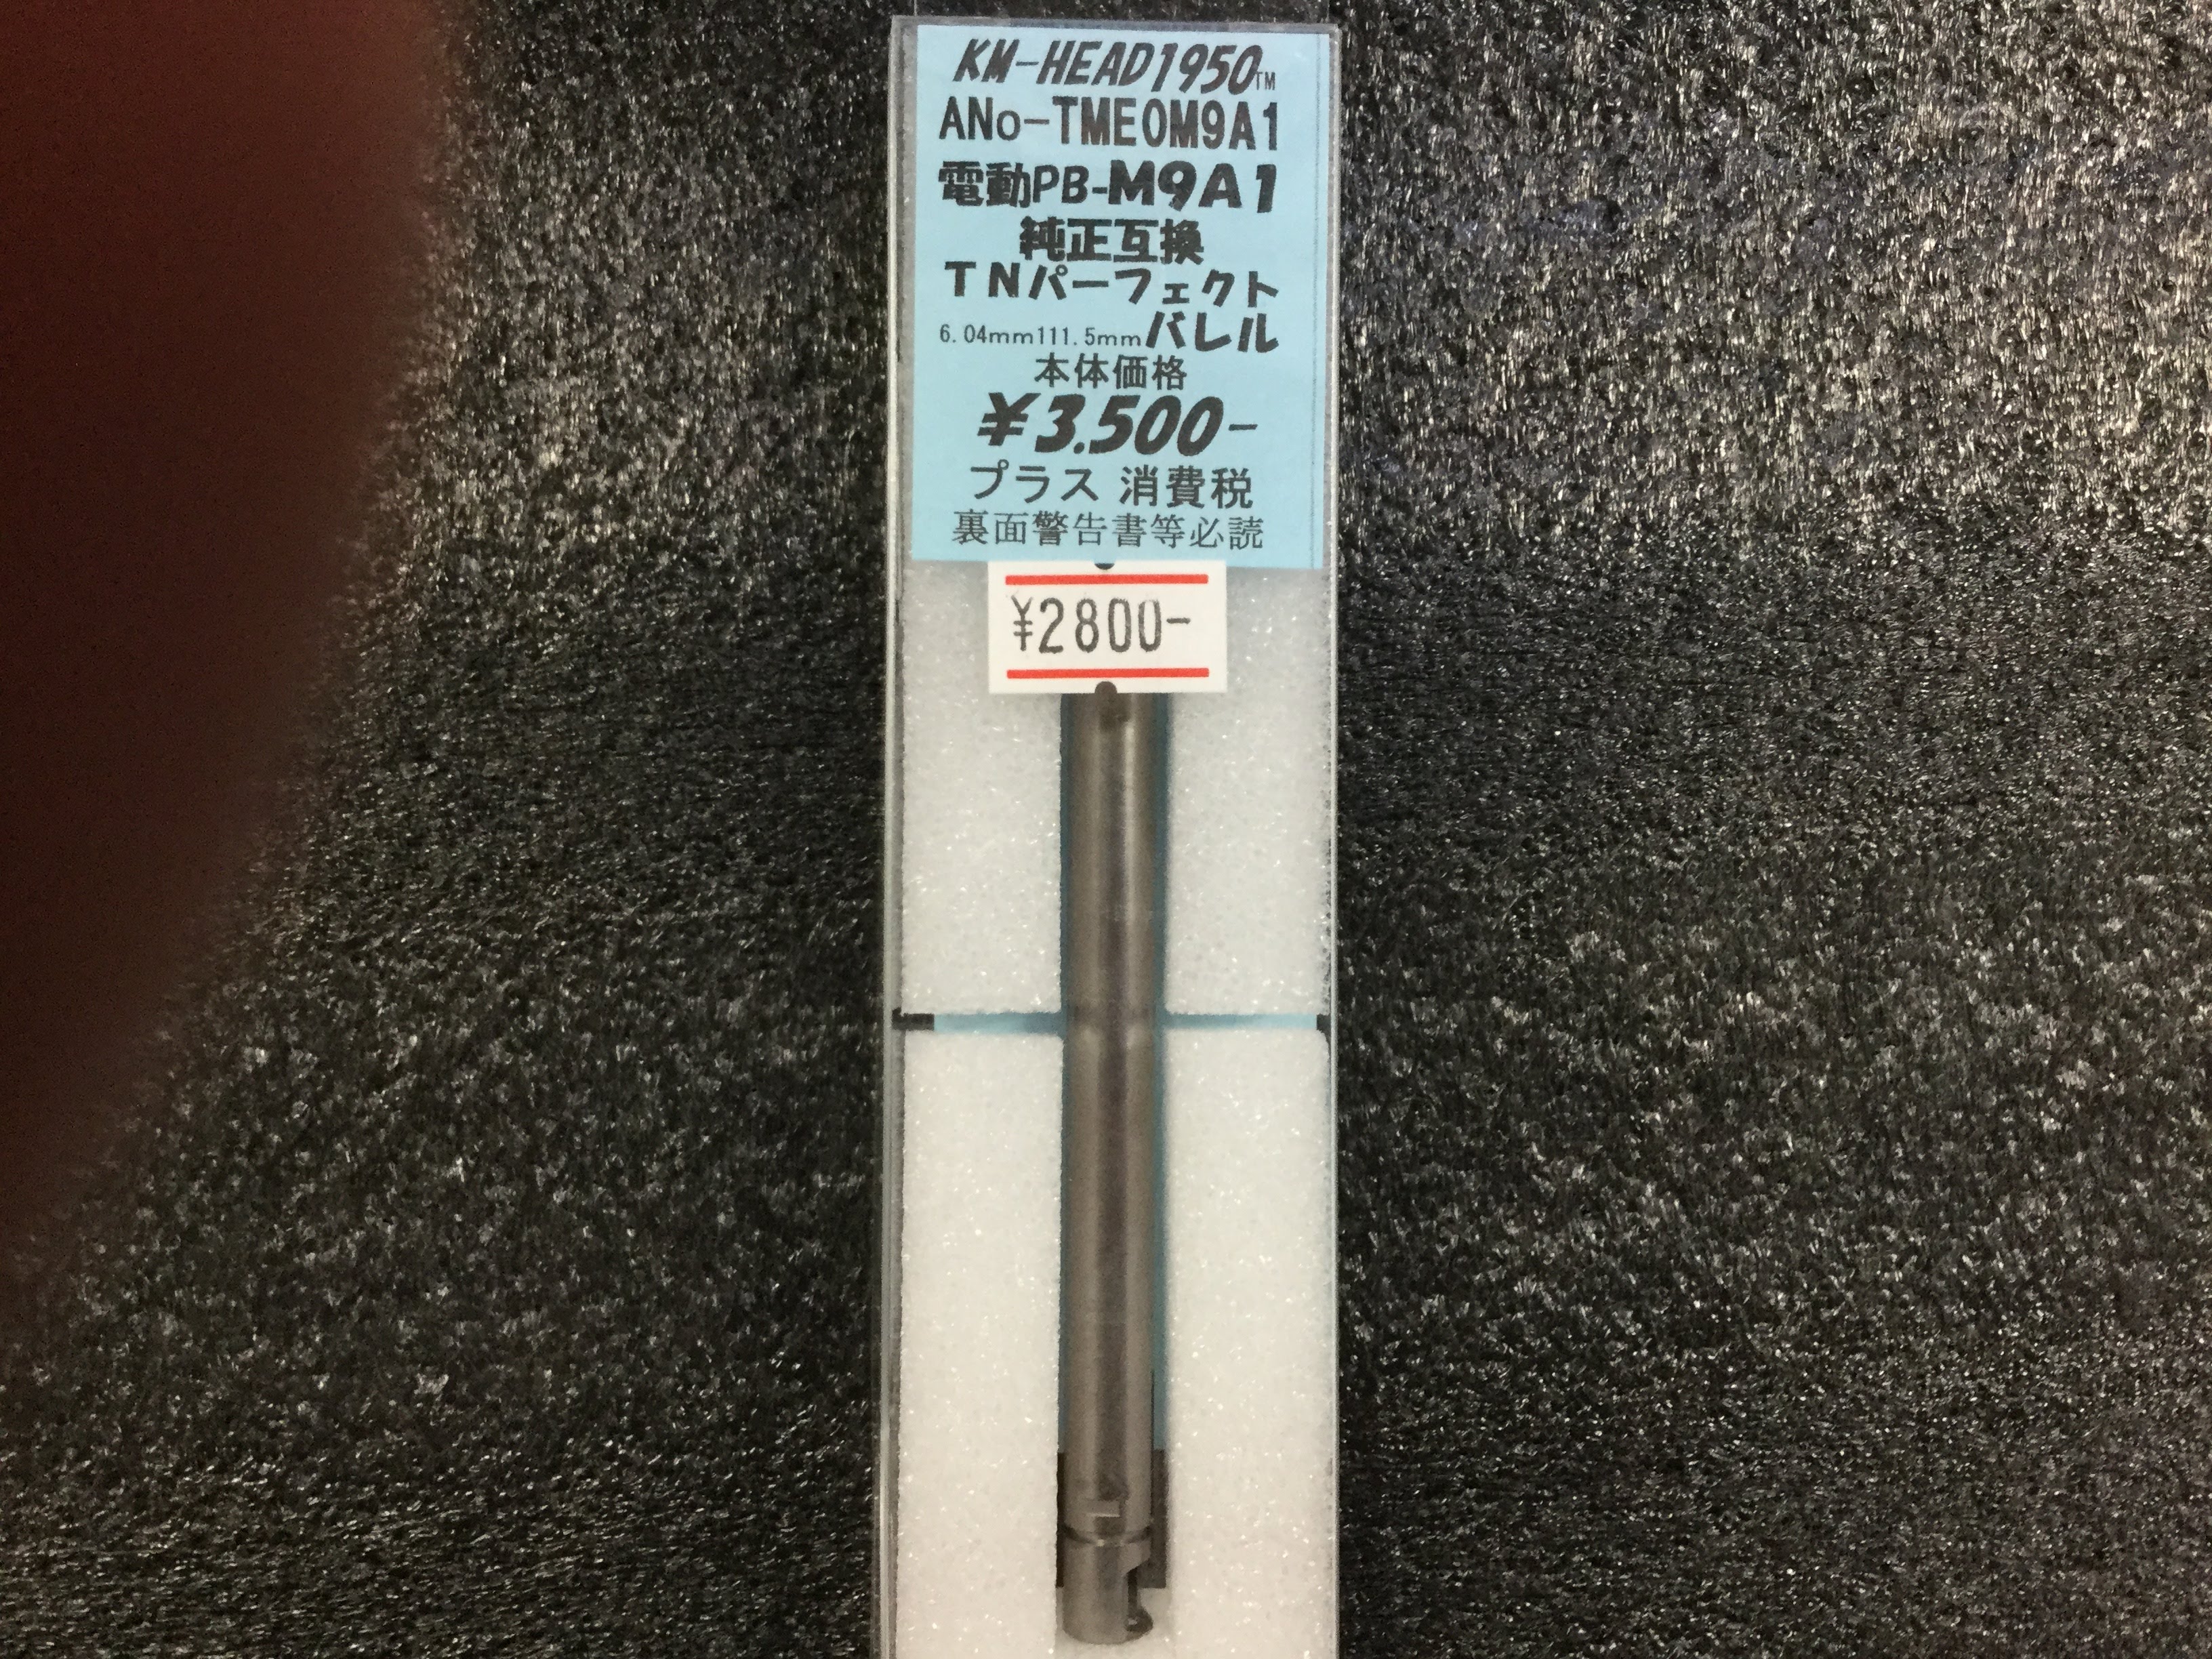 KM-HEAD1950TM
ANo-TME0M9A1
電動PB-M9A1
純正互換
TNパーフェクト
6.04mm111.5mmバレル
本体価格
¥3.500-
プラス 消費税
裏面警告書等必読
¥2800-